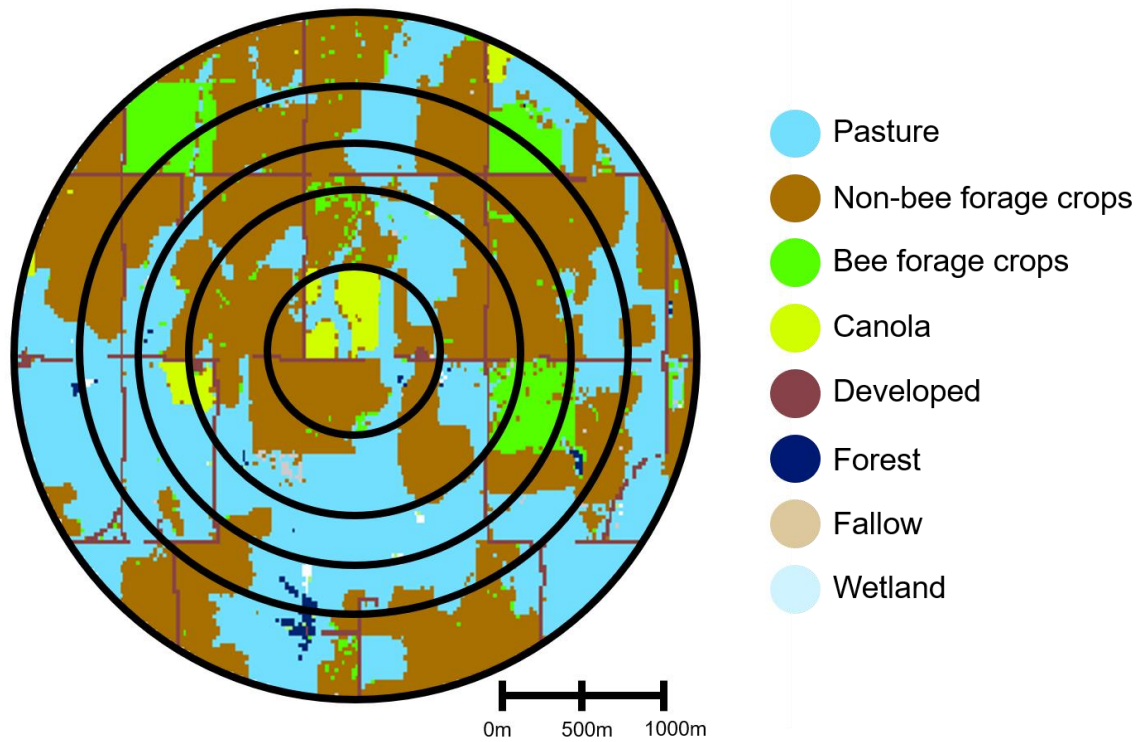 Pasture
Non-bee forage crops
Bee forage crops
Canola
Developed
Forest
Fallow
Wetland
0m 500m 1000m